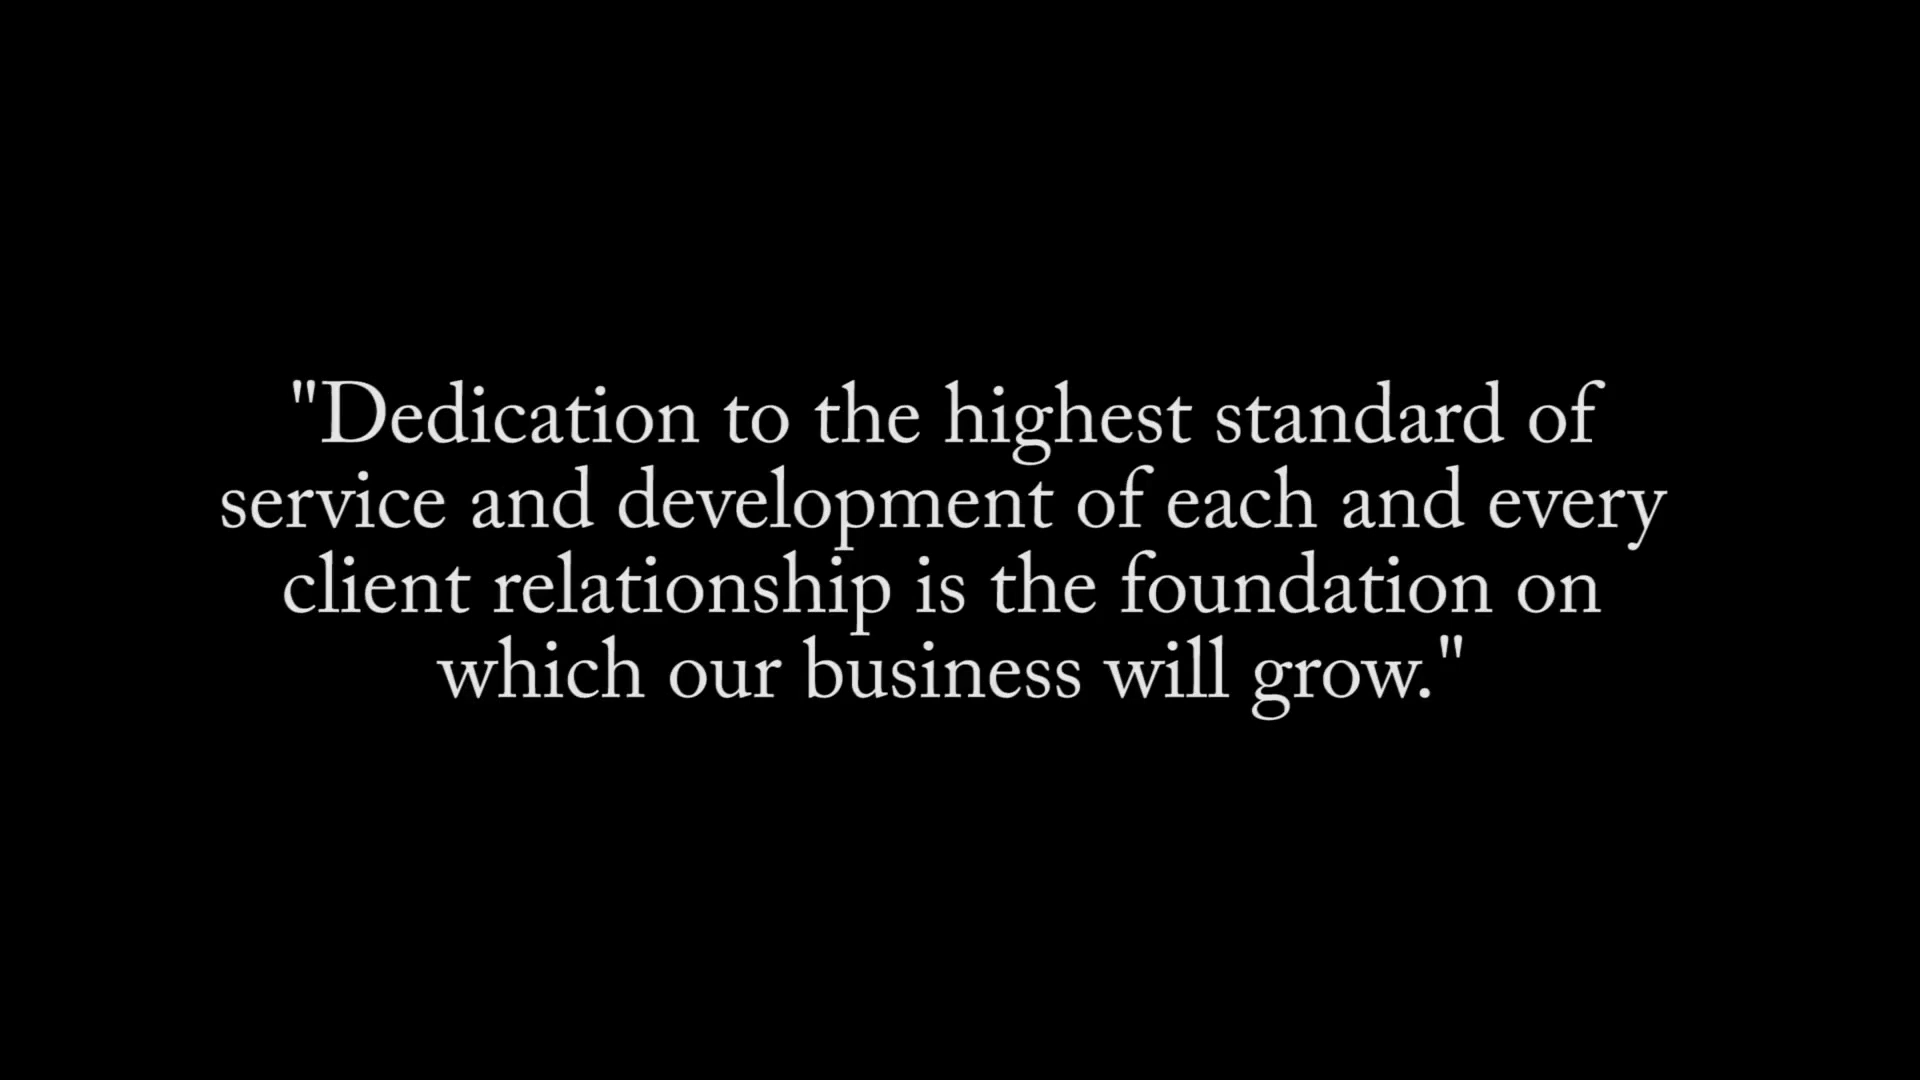 "Dedication to the highest standard of
service and development of each and every
client relationship is the foundation on
which our business will grow."